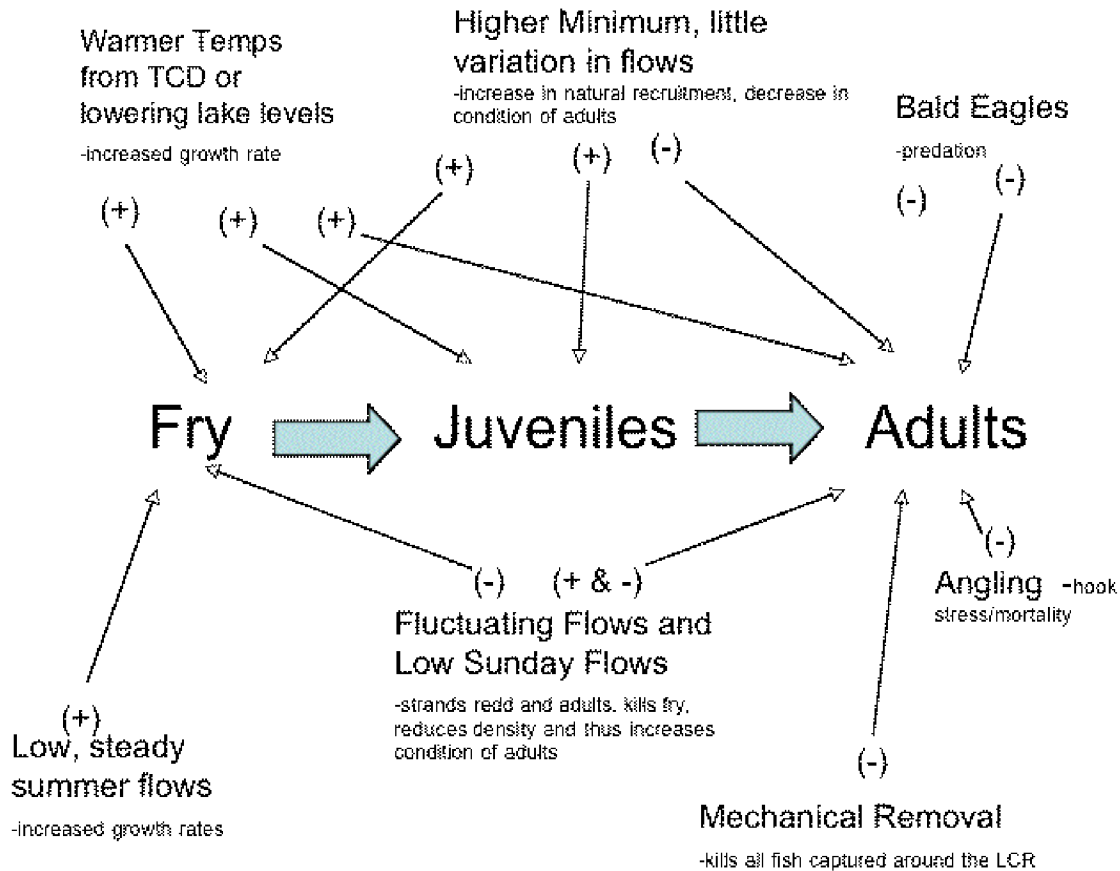 Warmer Temps
from TCD or
lowering lake levels
-increased growth rate
(+)
(+)
(+)
Higher Minimum, little
variation in flows
-increase in natural recruitment, decrease in
condition of adults
(+)
(+)
(-)
Bald Eagles
-predation
(-)
(-)
Fry
Juveniles
Adults
(+)
Low, steady
summer flows
-increased growth rates
(-)
(+ & -)
Fluctuating Flows and
Low Sunday Flows
-strands redd and adults. kills fry,
reduces density and thus increases
condition of adults
(-)
Angling -hook
stress/mortality
(-)
Mechanical Removal
-kills all fish captured around the LCR